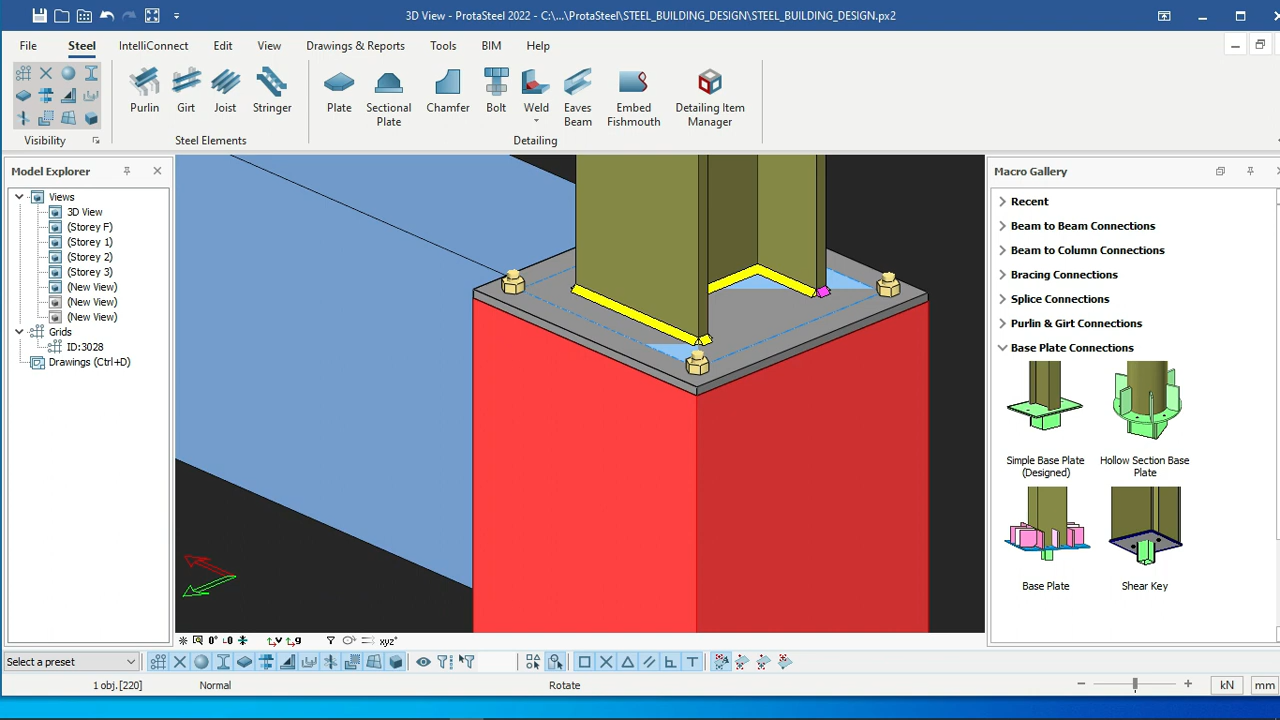 3D View - ProtaSteel 2022 - C:\...\ProtaSteel\STEEL_BUILDING_DESIGN\STEEL_BUILDING_DESIGN.px2
File Steel IntelliConnect Edit View Drawings & Reports Tools BIM Help
Purlin Girt Joist Stringer Plate Sectional Plate Chamfer Bolt Weld Eaves Beam Embed Fishmouth Detailing Item Manager
Visibility Steel Elements Detailing
Model Explorer
Views
3D View
(Storey F)
(Storey 1)
(Storey 2)
(Storey 3)
(New View)
(New View)
(New View)
Grids
ID:3028
Drawings (Ctrl+D)
Macro Gallery
Recent
Beam to Beam Connections
Beam to Column Connections
Bracing Connections
Splice Connections
Purlin & Girt Connections
Base Plate Connections
Simple Base Plate (Designed)
Hollow Section Base Plate
Base Plate
Shear Key
xyz*
Select a preset
1 obj.[220] Normal Rotate kN mm